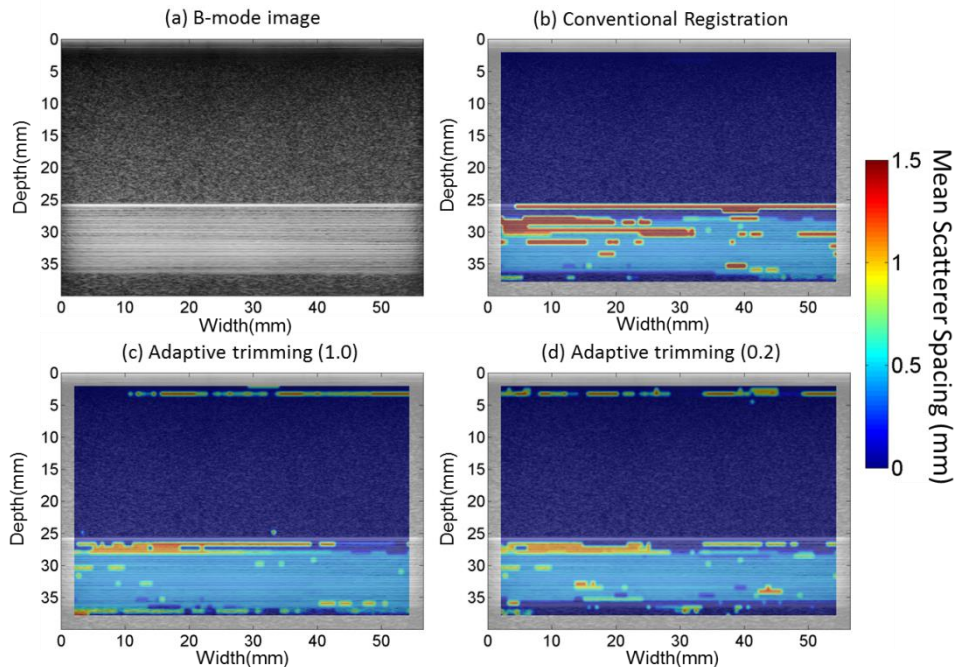 (a) B-mode image
(b) Conventional Registration
0
5
10
15
20
25
30
35
Depth(mm)
0 10 20 30 40 50
Width(mm)
0
5
10
15
20
25
30
35
Depth(mm)
0 10 20 30 40 50
Width(mm)
1.5
1
0.5
0
Mean Scatterer Spacing (mm)
(c) Adaptive trimming (1.0)
(d) Adaptive trimming (0.2)
0
5
10
15
20
25
30
35
Depth(mm)
0 10 20 30 40 50
Width(mm)
0
5
10
15
20
25
30
35
Depth(mm)
0 10 20 30 40 50
Width(mm)